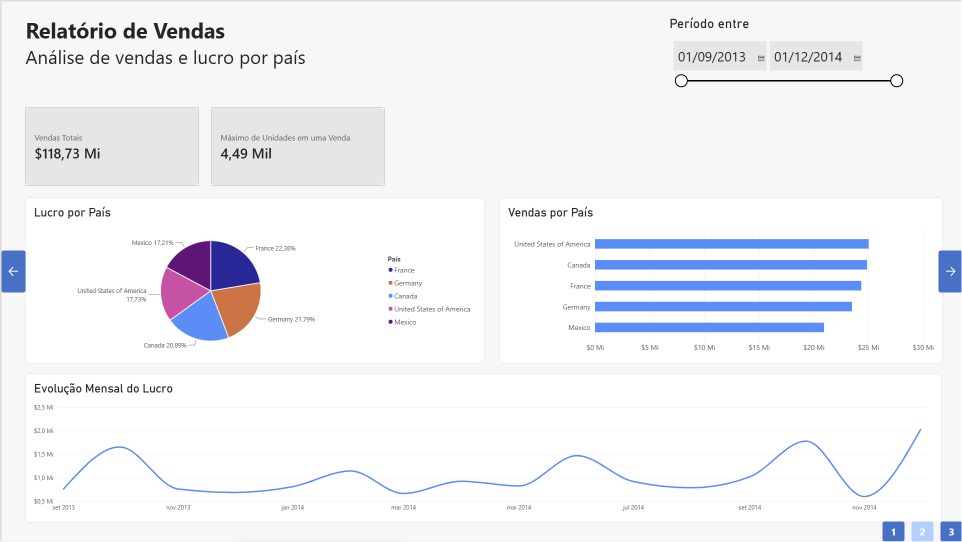 Relatório de Vendas
Análise de vendas e lucro por país
Período entre
01/09/2013
01/12/2014
Vendas Totais
$118,73 Mi
Máximo de Unidades em uma Venda
4,49 Mil
Lucro por País
Mexico 17,21%
France 22,38%
United States of America
17,73%
Germany 21,79%
Canada 20,89%
País
France
Germany
Canada
United States of America
Mexico
Vendas por País
United States of America
Canada
France
Germany
Mexico
$0 Mi
$5 Mi
$10 Mi
$15 Mi
$20 Mi
$25 Mi
$30 Mi
Evolução Mensal do Lucro
$2,5 Mi
$2,0 Mi
$1,5 Mi
$1,0 Mi
$0,5 Mi
set 2013
nov 2013
jan 2014
mar 2014
mai 2014
jul 2014
set 2014
nov 2014
1
2
3